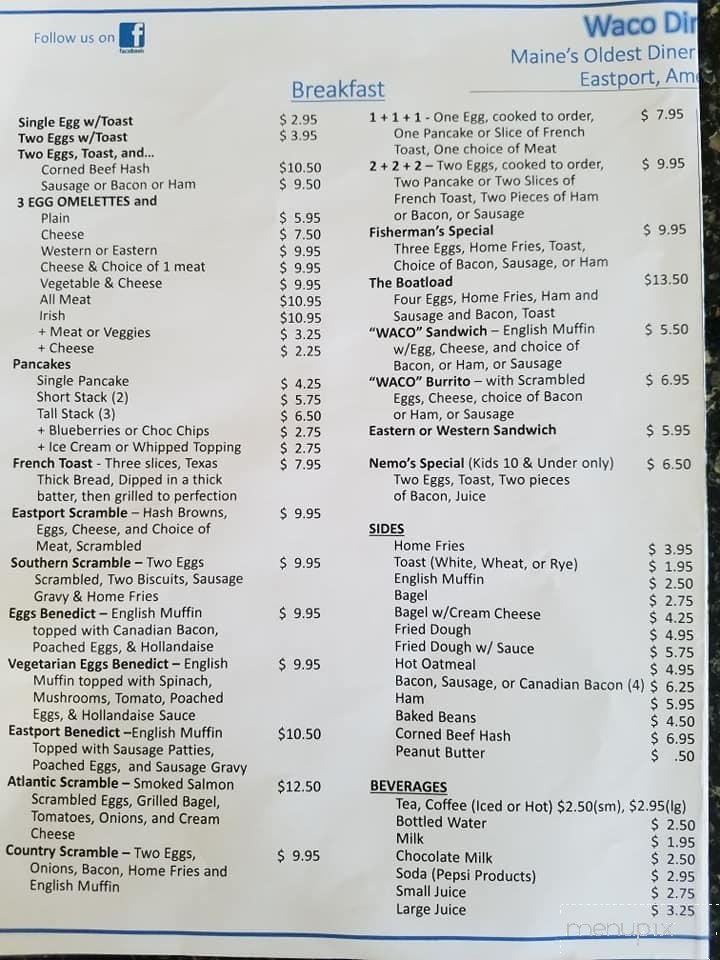 Follow us on f
facebook
Waco Din
Maine's Oldest Diner
Eastport, Ame
Breakfast
Single Egg w/Toast $ 2.95
Two Eggs w/Toast $ 3.95
Two Eggs, Toast, and...
Corned Beef Hash $10.50
Sausage or Bacon or Ham $ 9.50
3 EGG OMELETTES and
Plain $ 5.95
Cheese $ 7.50
Western or Eastern $ 9.95
Cheese & Choice of 1 meat $ 9.95
Vegetable & Cheese $ 9.95
All Meat $10.95
Irish $10.95
+ Meat or Veggies $ 3.25
+ Cheese $ 2.25
Pancakes
Single Pancake $ 4.25
Short Stack (2) $ 5.75
Tall Stack (3) $ 6.50
+ Blueberries or Choc Chips $ 2.75
+ Ice Cream or Whipped Topping $ 2.75
French Toast - Three slices, Texas $ 7.95
Thick Bread, Dipped in a thick
batter, then grilled to perfection
Eastport Scramble – Hash Browns, $ 9.95
Eggs, Cheese, and Choice of
Meat, Scrambled
Southern Scramble – Two Eggs $ 9.95
Scrambled, Two Biscuits, Sausage
Gravy & Home Fries
Eggs Benedict – English Muffin $ 9.95
topped with Canadian Bacon,
Poached Eggs, & Hollandaise
Vegetarian Eggs Benedict – English $ 9.95
Muffin topped with Spinach,
Mushrooms, Tomato, Poached
Eggs, & Hollandaise Sauce
Eastport Benedict –English Muffin $10.50
Topped with Sausage Patties,
Poached Eggs, and Sausage Gravy
Atlantic Scramble – Smoked Salmon $12.50
Scrambled Eggs, Grilled Bagel,
Tomatoes, Onions, and Cream
Cheese
Country Scramble – Two Eggs, $ 9.95
Onions, Bacon, Home Fries and
English Muffin
1 + 1 + 1 - One Egg, cooked to order, $ 7.95
One Pancake or Slice of French
Toast, One choice of Meat
2 + 2 + 2 – Two Eggs, cooked to order, $ 9.95
Two Pancake or Two Slices of
French Toast, Two Pieces of Ham
or Bacon, or Sausage
Fisherman's Special $ 9.95
Three Eggs, Home Fries, Toast,
Choice of Bacon, Sausage, or Ham
The Boatload $13.50
Four Eggs, Home Fries, Ham and
Sausage and Bacon, Toast
"WACO" Sandwich – English Muffin $ 5.50
w/Egg, Cheese, and choice of
Bacon, or Ham, or Sausage
"WACO" Burrito – with Scrambled $ 6.95
Eggs, Cheese, choice of Bacon
or Ham, or Sausage
Eastern or Western Sandwich $ 5.95
Nemo's Special (Kids 10 & Under only) $ 6.50
Two Eggs, Toast, Two pieces
of Bacon, Juice
SIDES
Home Fries $ 3.95
Toast (White, Wheat, or Rye) $ 1.95
English Muffin $ 2.50
Bagel $ 2.75
Bagel w/Cream Cheese $ 4.25
Fried Dough $ 4.95
Fried Dough w/ Sauce $ 5.75
Hot Oatmeal $ 4.95
Bacon, Sausage, or Canadian Bacon (4) $ 6.25
Ham $ 5.95
Baked Beans $ 4.50
Corned Beef Hash $ 6.95
Peanut Butter $ .50
BEVERAGES
Tea, Coffee (Iced or Hot) $2.50(sm), $2.95(lg)
Bottled Water $ 2.50
Milk $ 1.95
Chocolate Milk $ 2.50
Soda (Pepsi Products) $ 2.95
Small Juice $ 2.75
Large Juice $ 3.25
menupix